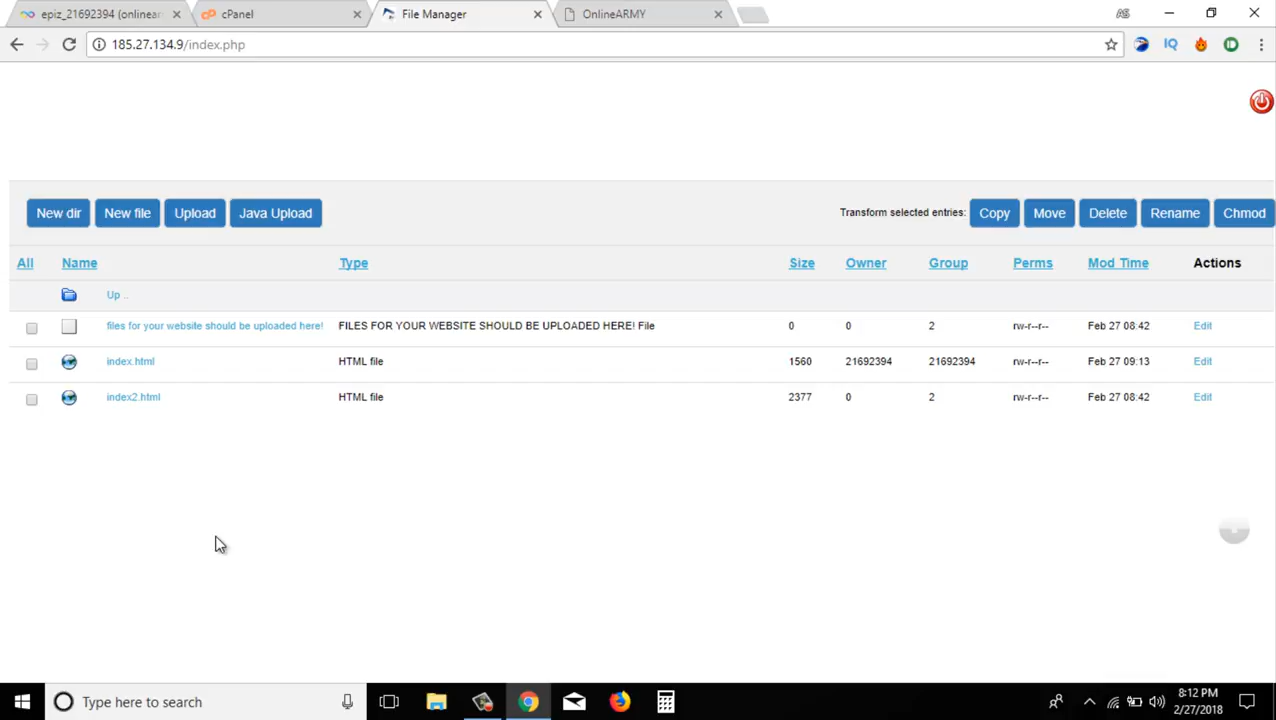 epiz_21692394 (onlinear
cPanel
File Manager
OnlineARMY
AS
185.27.134.9/index.php
IQ
New dir New file Upload Java Upload Transform selected entries: Copy Move Delete Rename Chmod
All Name Type Size Owner Group Perms Mod Time Actions
Up ..
files for your website should be uploaded here! FILES FOR YOUR WEBSITE SHOULD BE UPLOADED HERE! File 0 0 2 rw-r--r-- Feb 27 08:42 Edit
index.html HTML file 1560 21692394 21692394 rw-r--r-- Feb 27 09:13 Edit
index2.html HTML file 2377 0 2 rw-r--r-- Feb 27 08:42 Edit
Type here to search
8:12 PM
2/27/2018